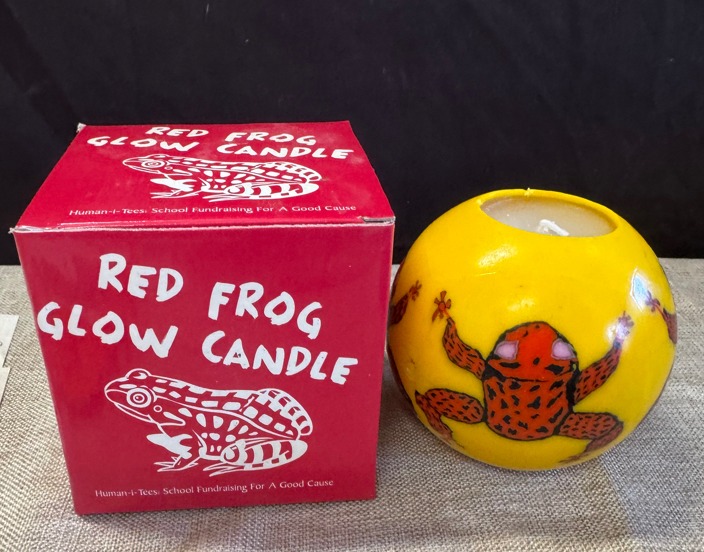 RED FROG
GLOW CANDLE
Human-i-Tees: School Fundraising For A Good Cause
RED FROG
GLOW CANDLE
Human-i-Tees: School Fundraising For A Good Cause